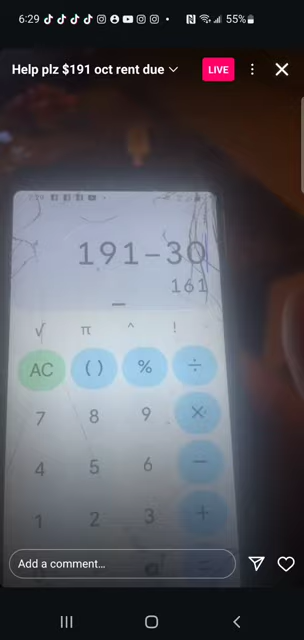 6:29
55%
Help plz $191 oct rent due
LIVE
191−30
161
√ π ^ !
AC () % ÷
7 8 9 ×
4 5 6 −
1 2 3 +
Add a comment...